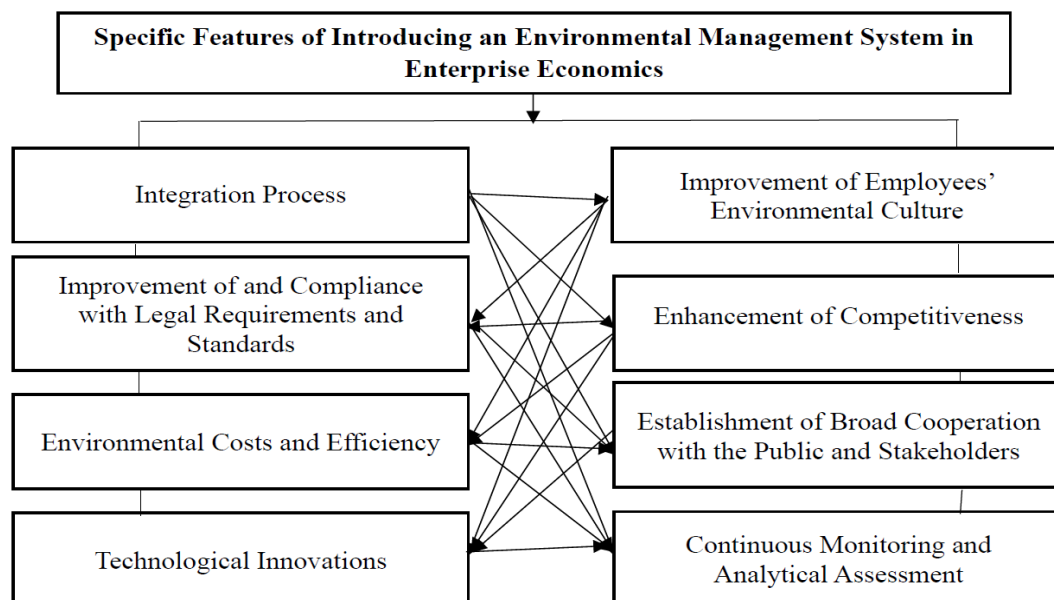 Specific Features of Introducing an Environmental Management System in
Enterprise Economics
Integration Process
Improvement of Employees’
Environmental Culture
Improvement of and Compliance
with Legal Requirements and
Standards
Enhancement of Competitiveness
Environmental Costs and Efficiency
Establishment of Broad Cooperation
with the Public and Stakeholders
Technological Innovations
Continuous Monitoring and
Analytical Assessment